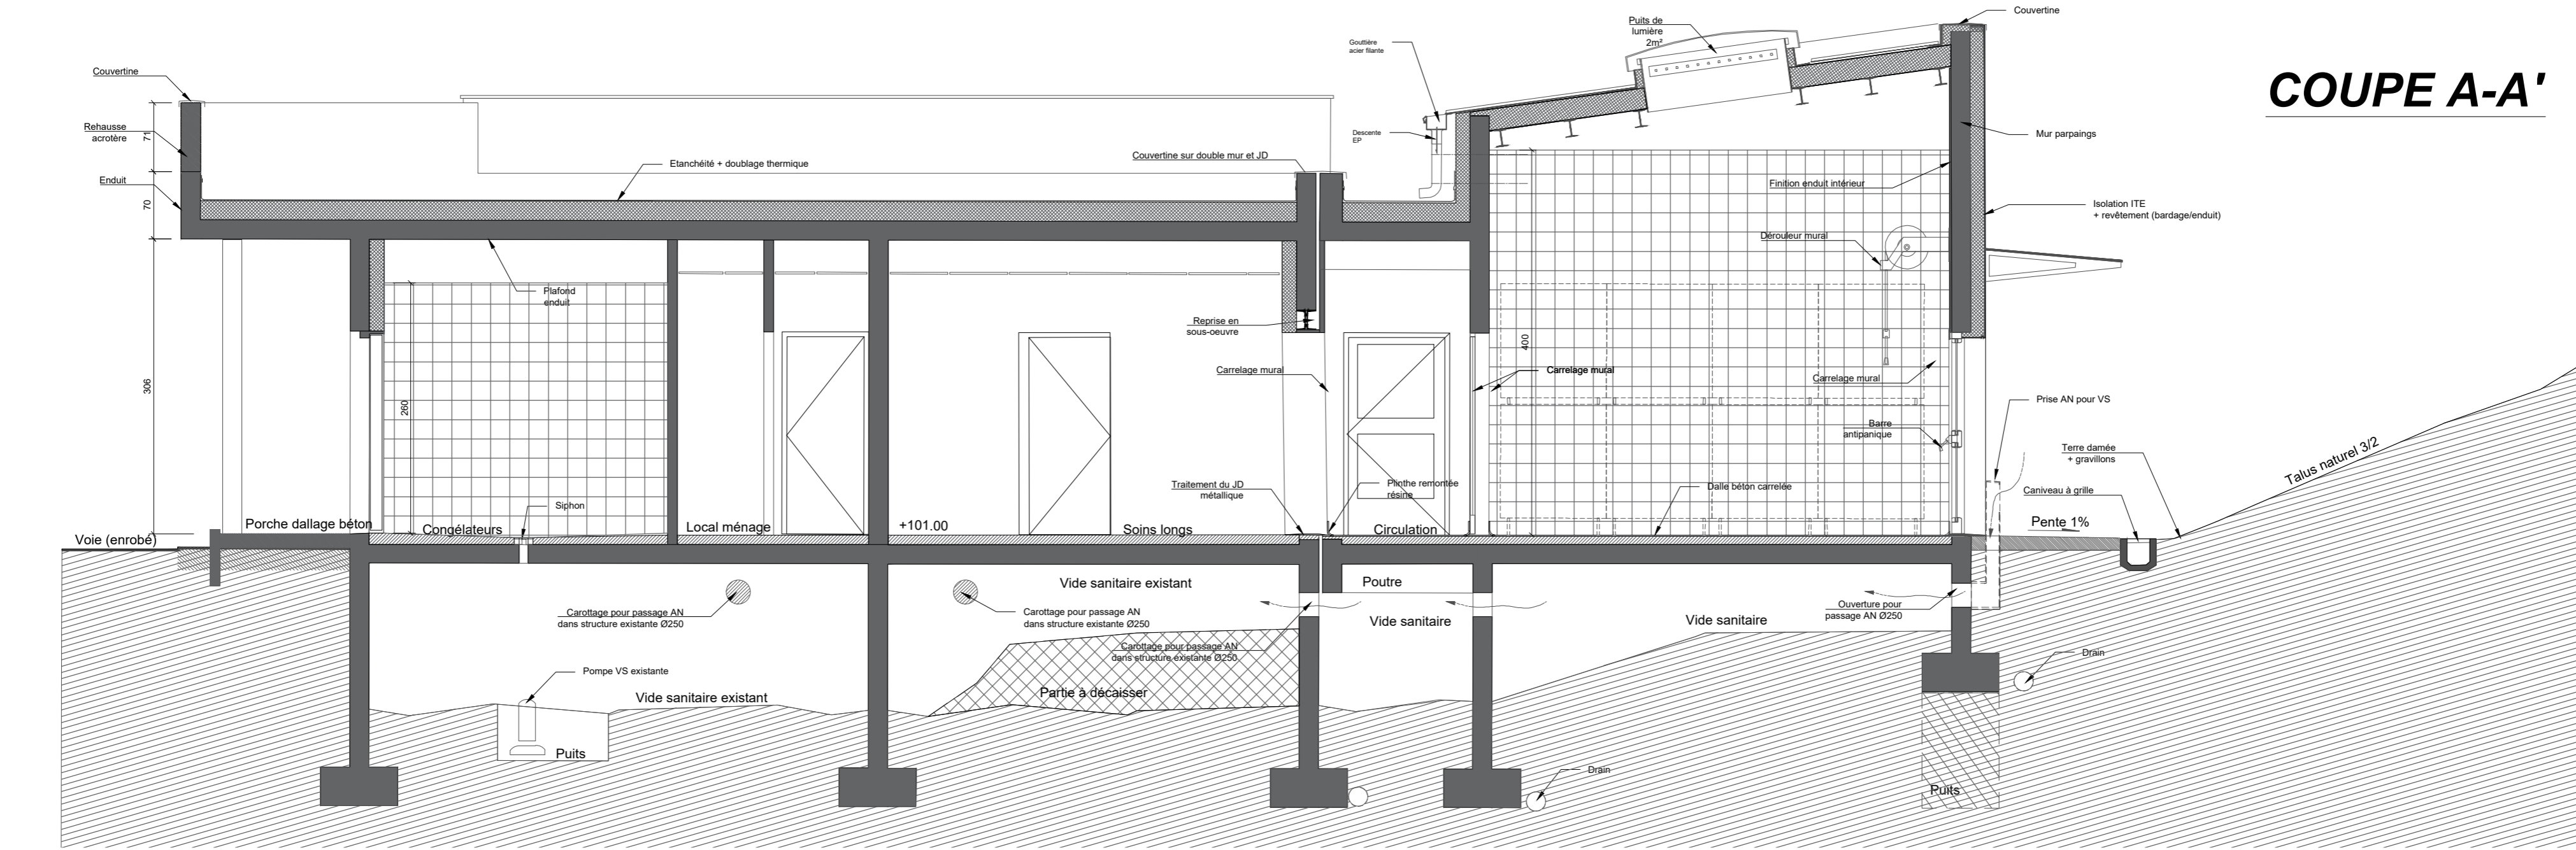 COUPE A-A'
Couvertine
Puits de
lumière
2m²
Gouttière
acier filante
Couvertine
Rehausse
acrotère
71
Descente
EP
Mur parpaings
Etanchéité + doublage thermique
Couvertine sur double mur et JD
Enduit
70
Finition enduit intérieur
Isolation ITE
+ revêtement (bardage/enduit)
Dérouleur mural
Plafond
enduit
Reprise en
sous-oeuvre
400
306
260
Carrelage mural
Carrelage mural
Carrelage mural
Prise AN pour VS
Barre
antipanique
Terre damée
+ gravillons
Talus naturel 3/2
Traitement du JD
métallique
Plinthe remontée
résine
Dalle béton carrelée
Caniveau à grille
Siphon
Pente 1%
Voie (enrobé)
Porche dallage béton
Congélateurs
Local ménage
+101.00
Soins longs
Circulation
Vide sanitaire existant
Poutre
Carottage pour passage AN
dans structure existante Ø250
Carottage pour passage AN
dans structure existante Ø250
Ouverture pour
passage AN Ø250
Vide sanitaire
Vide sanitaire
Carottage pour passage AN
dans structure existante Ø250
Drain
Pompe VS existante
Vide sanitaire existant
Partie à décaisser
Puits
Drain
Puits